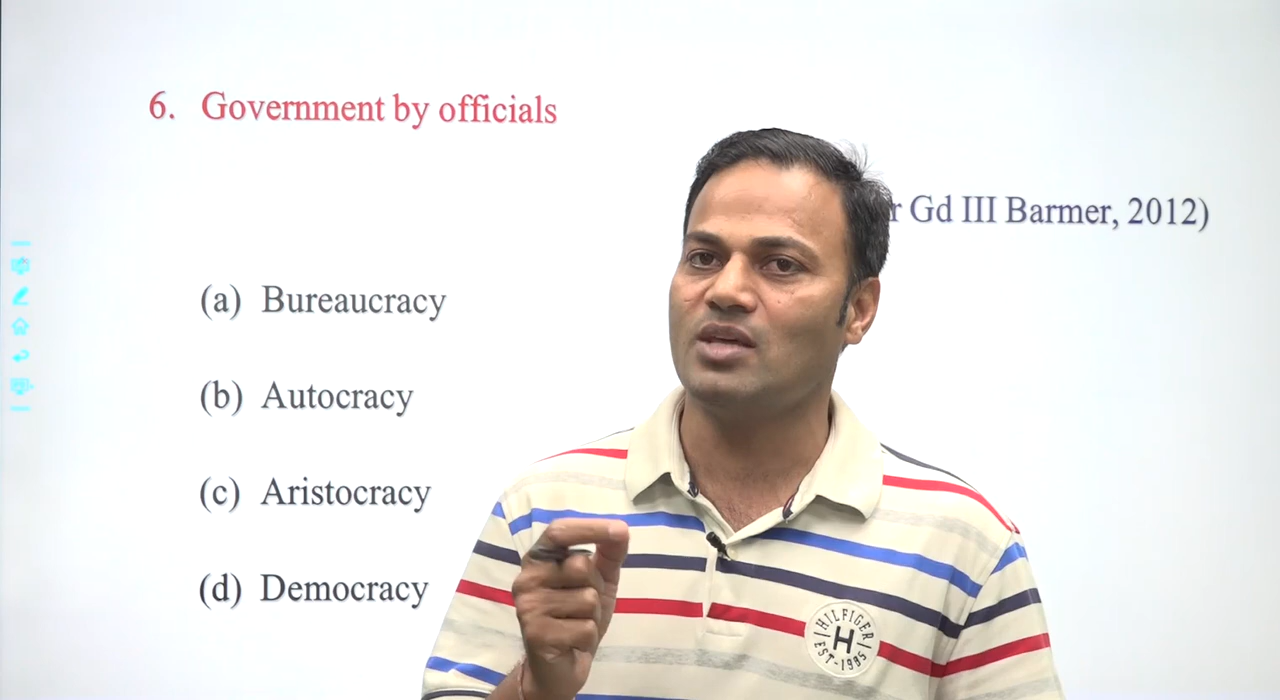 6. Government by officials
Gd III Barmer, 2012)
(a) Bureaucracy
(b) Autocracy
(c) Aristocracy
(d) Democracy
HILFIGER
H
EST-1985